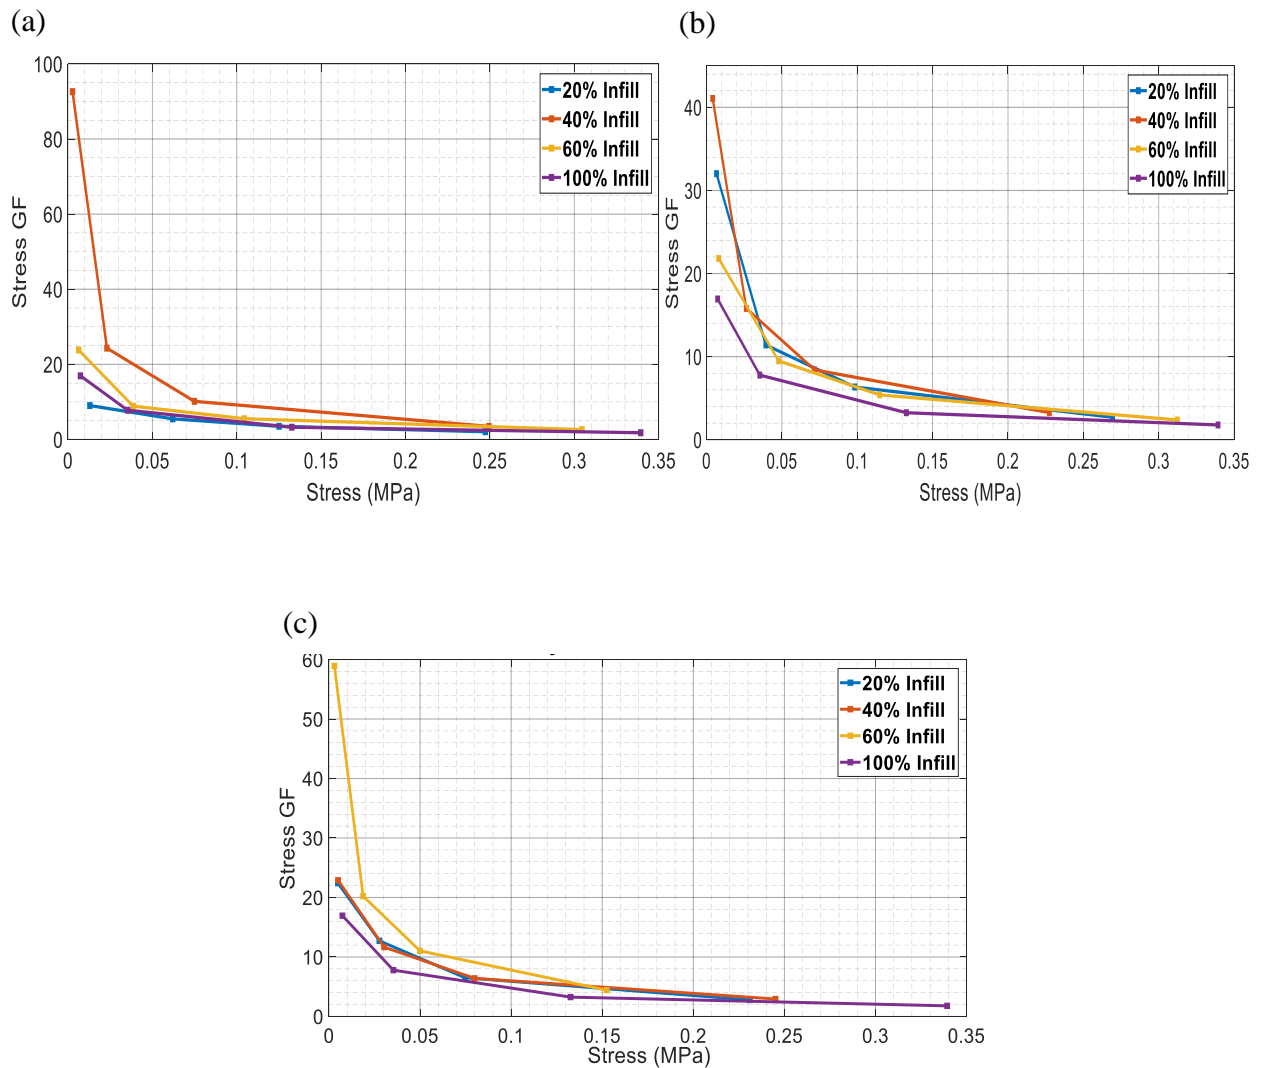 (a)
100
80
60
40
20
0
Stress GF
20% Infill
40% Infill
60% Infill
100% Infill
0 0.05 0.1 0.15 0.2 0.25 0.3 0.35
Stress (MPa)
(b)
40
30
20
10
0
Stress GF
20% Infill
40% Infill
60% Infill
100% Infill
0 0.05 0.1 0.15 0.2 0.25 0.3 0.35
Stress (MPa)
(c)
60
50
40
30
20
10
0
Stress GF
20% Infill
40% Infill
60% Infill
100% Infill
0 0.05 0.1 0.15 0.2 0.25 0.3 0.35
Stress (MPa)